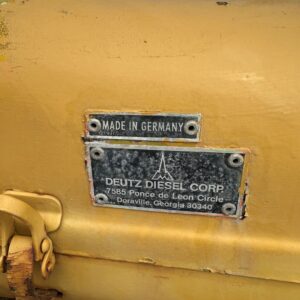 MADE IN GERMANY
DEUTZ DIESEL CORP.
7585 Ponce de Leon Circle
Doraville, Georgia 30340